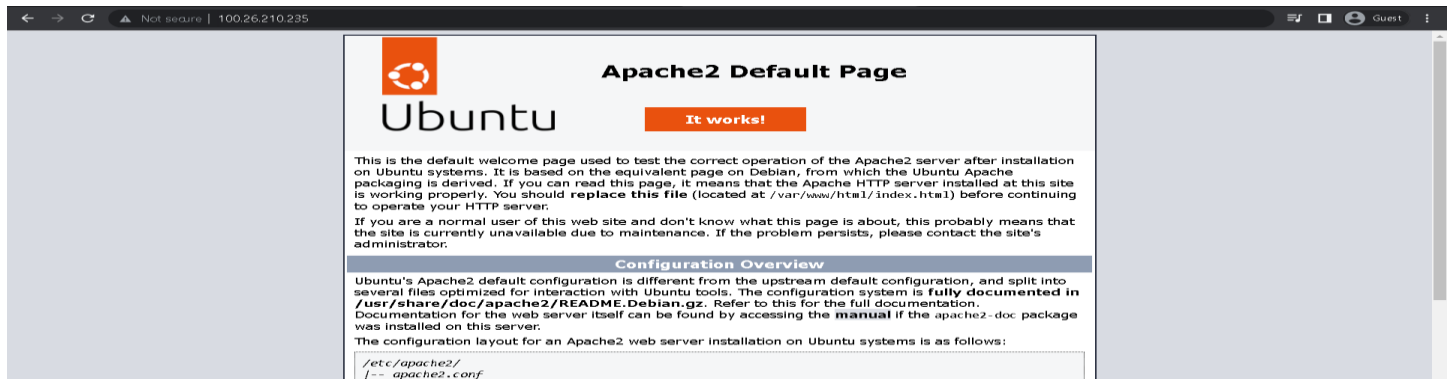 Not secure | 100.26.210.235
Guest
Apache2 Default Page
Ubuntu
It works!
This is the default welcome page used to test the correct operation of the Apache2 server after installation
on Ubuntu systems. It is based on the equivalent page on Debian, from which the Ubuntu Apache
packaging is derived. If you can read this page, it means that the Apache HTTP server installed at this site
is working properly. You should replace this file (located at /var/www/html/index.html) before continuing
to operate your HTTP server.
If you are a normal user of this web site and don't know what this page is about, this probably means that
the site is currently unavailable due to maintenance. If the problem persists, please contact the site's
administrator.
Configuration Overview
Ubuntu's Apache2 default configuration is different from the upstream default configuration, and split into
several files optimized for interaction with Ubuntu tools. The configuration system is fully documented in
/usr/share/doc/apache2/README.Debian.gz. Refer to this for the full documentation.
Documentation for the web server itself can be found by accessing the manual if the apache2-doc package
was installed on this server.
The configuration layout for an Apache2 web server installation on Ubuntu systems is as follows:
/etc/apache2/
|-- apache2.conf